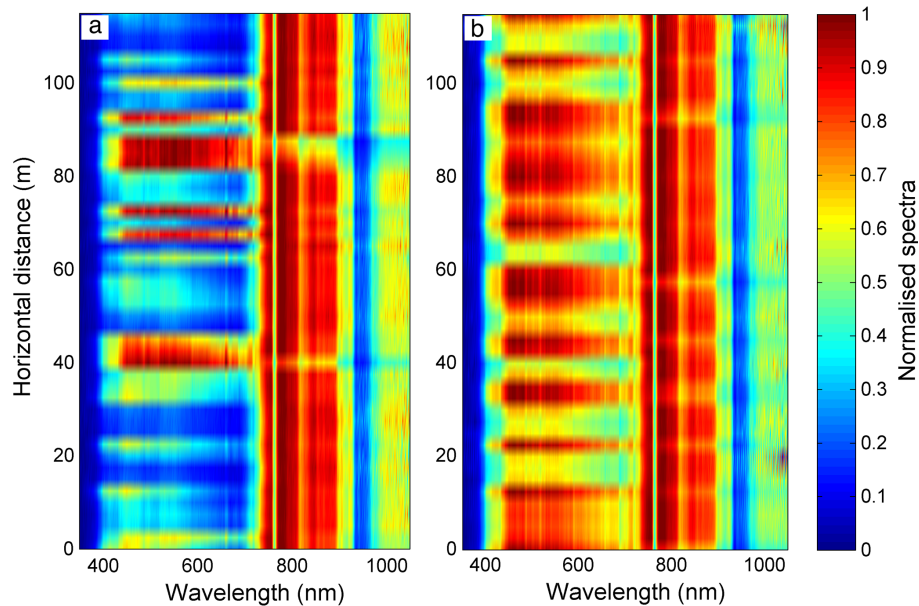 a
b
Horizontal distance (m)
100
80
60
40
20
0
400 600 800 1000
Wavelength (nm)
100
80
60
40
20
0
400 600 800 1000
Wavelength (nm)
1
0.9
0.8
0.7
0.6
0.5
0.4
0.3
0.2
0.1
0
Normalised spectra